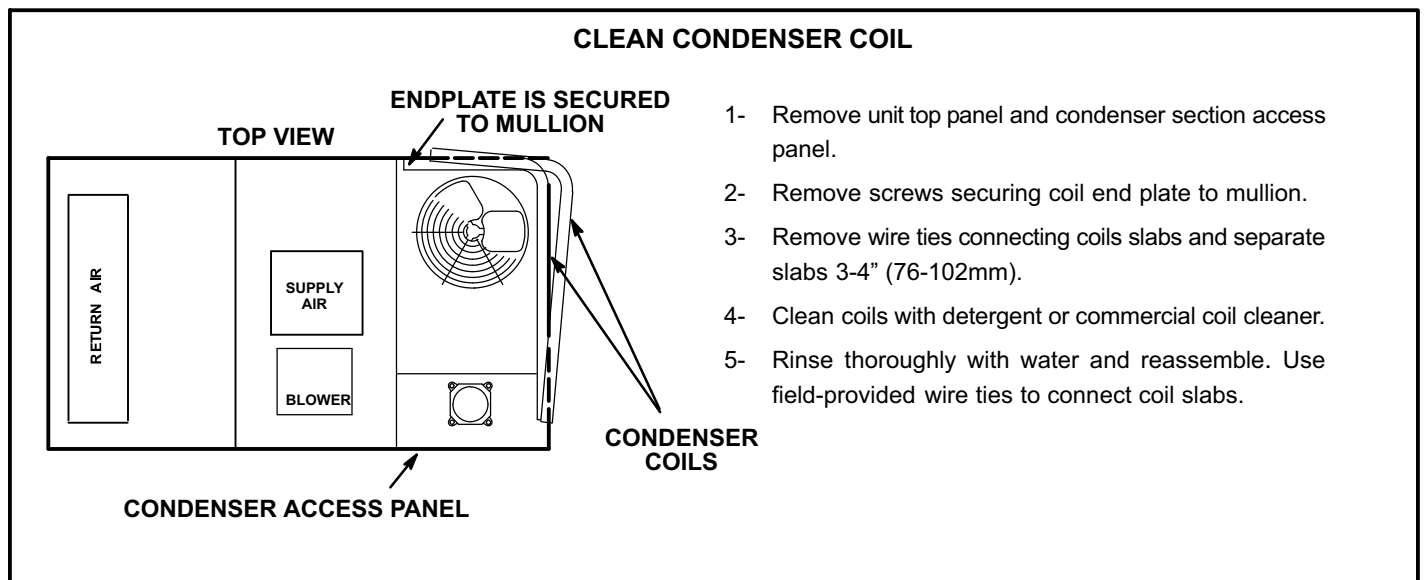 CLEAN CONDENSER COIL
ENDPLATE IS SECURED
TO MULLION
TOP VIEW
RETURN AIR
SUPPLY
AIR
BLOWER
CONDENSER
COILS
CONDENSER ACCESS PANEL
1- Remove unit top panel and condenser section access
panel.
2- Remove screws securing coil end plate to mullion.
3- Remove wire ties connecting coils slabs and separate
slabs 3-4” (76-102mm).
4- Clean coils with detergent or commercial coil cleaner.
5- Rinse thoroughly with water and reassemble. Use
field-provided wire ties to connect coil slabs.